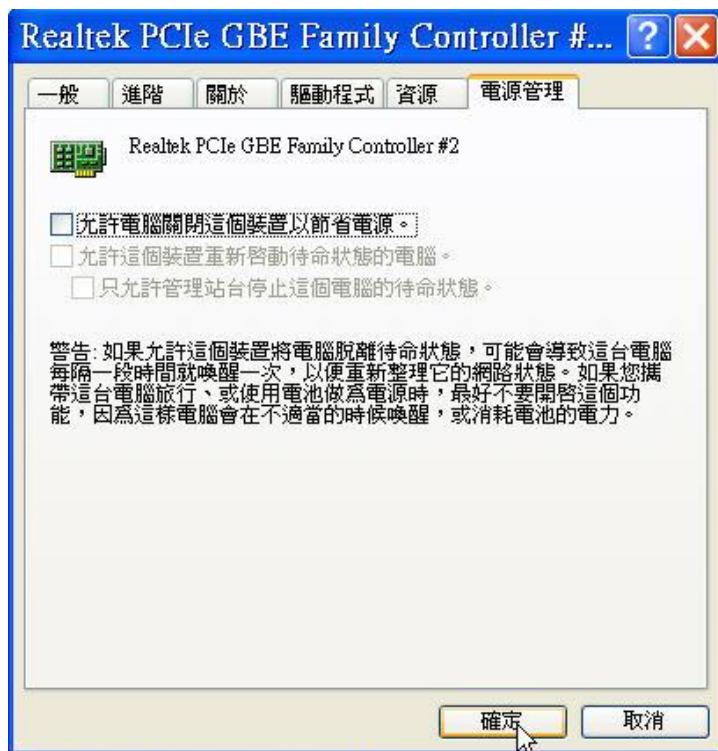 Realtek PCIe GBE Family Controller #...
一般 進階 關於 驅動程式 資源 電源管理
Realtek PCIe GBE Family Controller #2
允許電腦關閉這個裝置以節省電源。
允許這個裝置重新啟動待命狀態的電腦。
只允許管理站台停止這個電腦的待命狀態。
警告: 如果允許這個裝置將電腦脫離待命狀態，可能會導致這台電腦
每隔一段時間就喚醒一次，以便重新整理它的網路狀態。如果您攜
帶這台電腦旅行、或使用電池做為電源時，最好不要開啟這個功
能，因為這樣電腦會在不適當的時候喚醒，或消耗電池的電力。
確定 取消